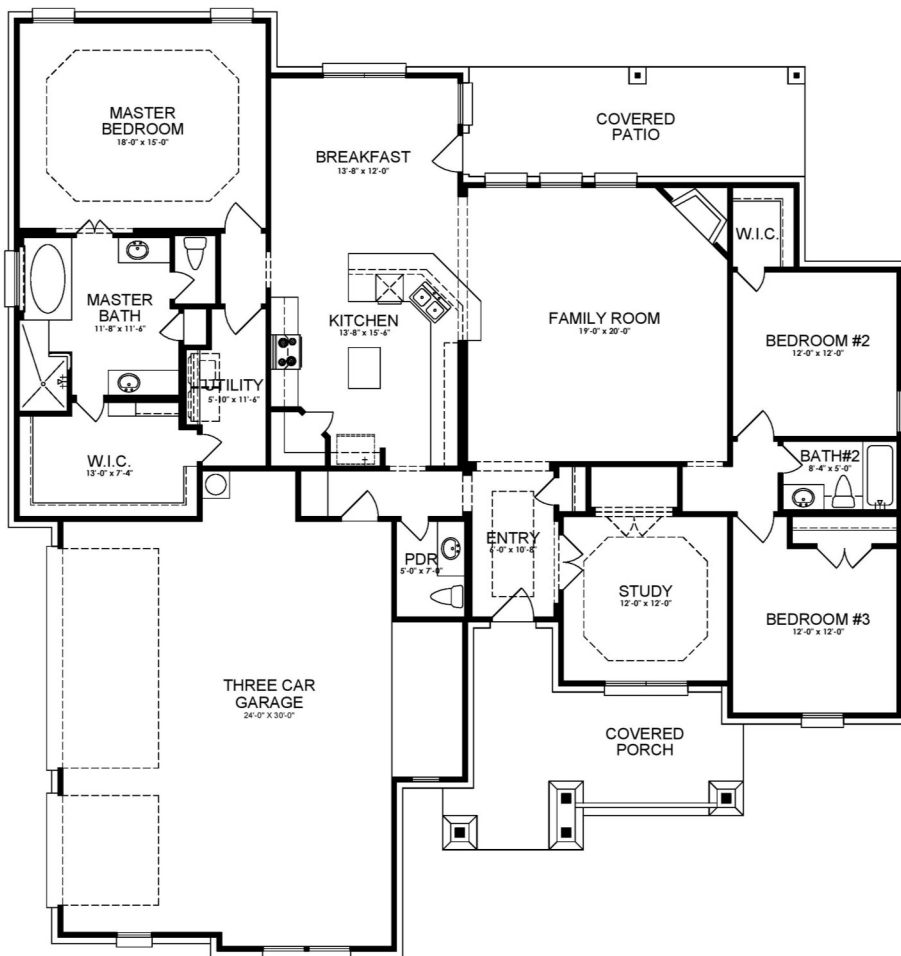 MASTER
BEDROOM
18'-0" x 15'-0"
BREAKFAST
13'-8" x 12'-0"
COVERED
PATIO
W.I.C.
MASTER
BATH
11'-8" x 11'-6"
KITCHEN
13'-8" x 15'-6"
FAMILY ROOM
19'-0" x 20'-0"
BEDROOM #2
12'-0" x 12'-0"
UTILITY
5'-10" x 11'-6"
W.I.C.
13'-0" x 7'-4"
BATH#2
8'-4" x 5'-0"
ENTRY
6'-0" x 10'-8"
PDR
5'-0" x 7'-0"
STUDY
12'-0" x 12'-0"
BEDROOM #3
12'-0" x 12'-0"
THREE CAR
GARAGE
24'-0" X 30'-0"
COVERED
PORCH